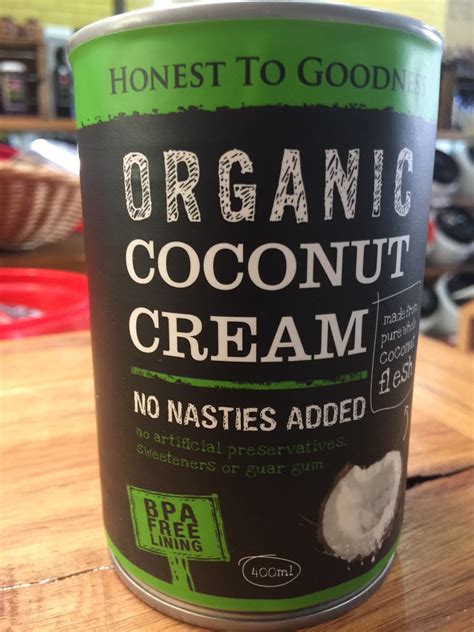 HONEST TO GOODNESS
ORGANIC
COCONUT
CREAM
made from
pure whole
coconut
flesh
NO NASTIES ADDED
no artificial preservatives,
sweeteners or guar gum
BPA
FREE
LINING
400ml